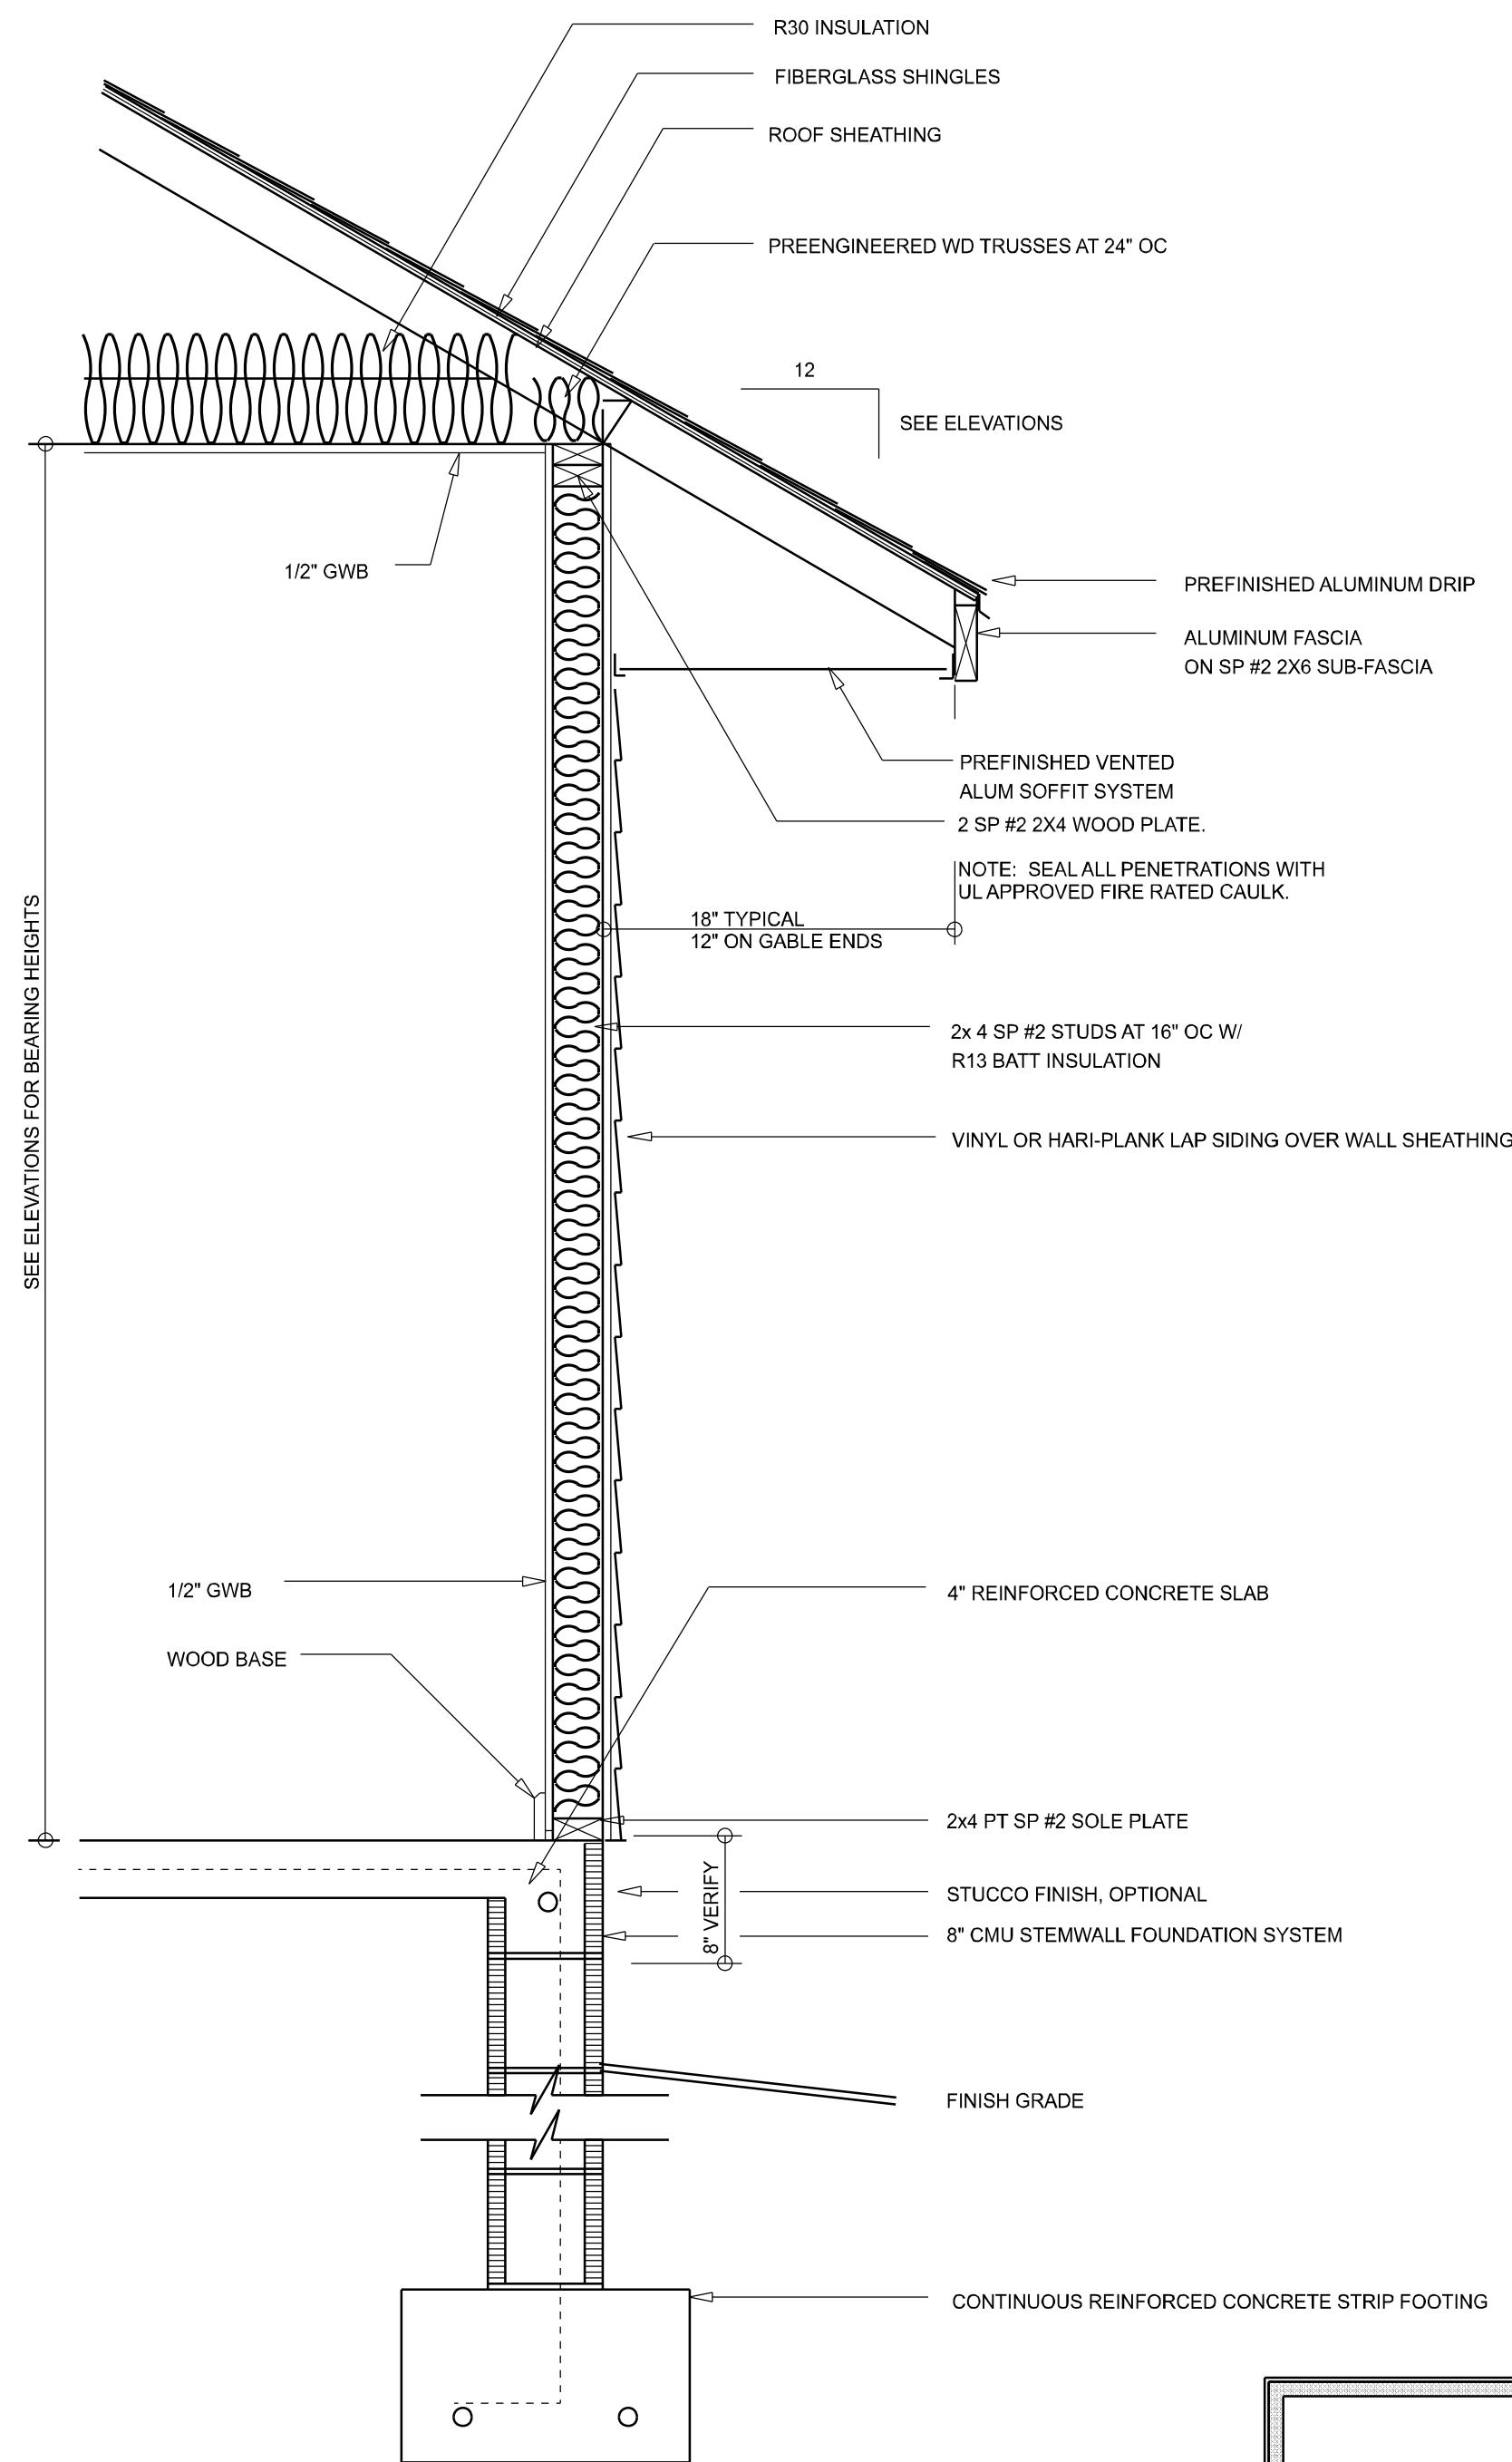 R30 INSULATION
FIBERGLASS SHINGLES
ROOF SHEATHING
PREENGINEERED WD TRUSSES AT 24" OC
12
SEE ELEVATIONS
1/2" GWB
PREFINISHED ALUMINUM DRIP
ALUMINUM FASCIA
ON SP #2 2X6 SUB-FASCIA
PREFINISHED VENTED
ALUM SOFFIT SYSTEM
2 SP #2 2X4 WOOD PLATE.
NOTE: SEAL ALL PENETRATIONS WITH
UL APPROVED FIRE RATED CAULK.
18" TYPICAL
12" ON GABLE ENDS
SEE ELEVATIONS FOR BEARING HEIGHTS
2x 4 SP #2 STUDS AT 16" OC W/
R13 BATT INSULATION
VINYL OR HARI-PLANK LAP SIDING OVER WALL SHEATHING
1/2" GWB
4" REINFORCED CONCRETE SLAB
WOOD BASE
2x4 PT SP #2 SOLE PLATE
8" VERIFY
STUCCO FINISH, OPTIONAL
8" CMU STEMWALL FOUNDATION SYSTEM
FINISH GRADE
CONTINUOUS REINFORCED CONCRETE STRIP FOOTING